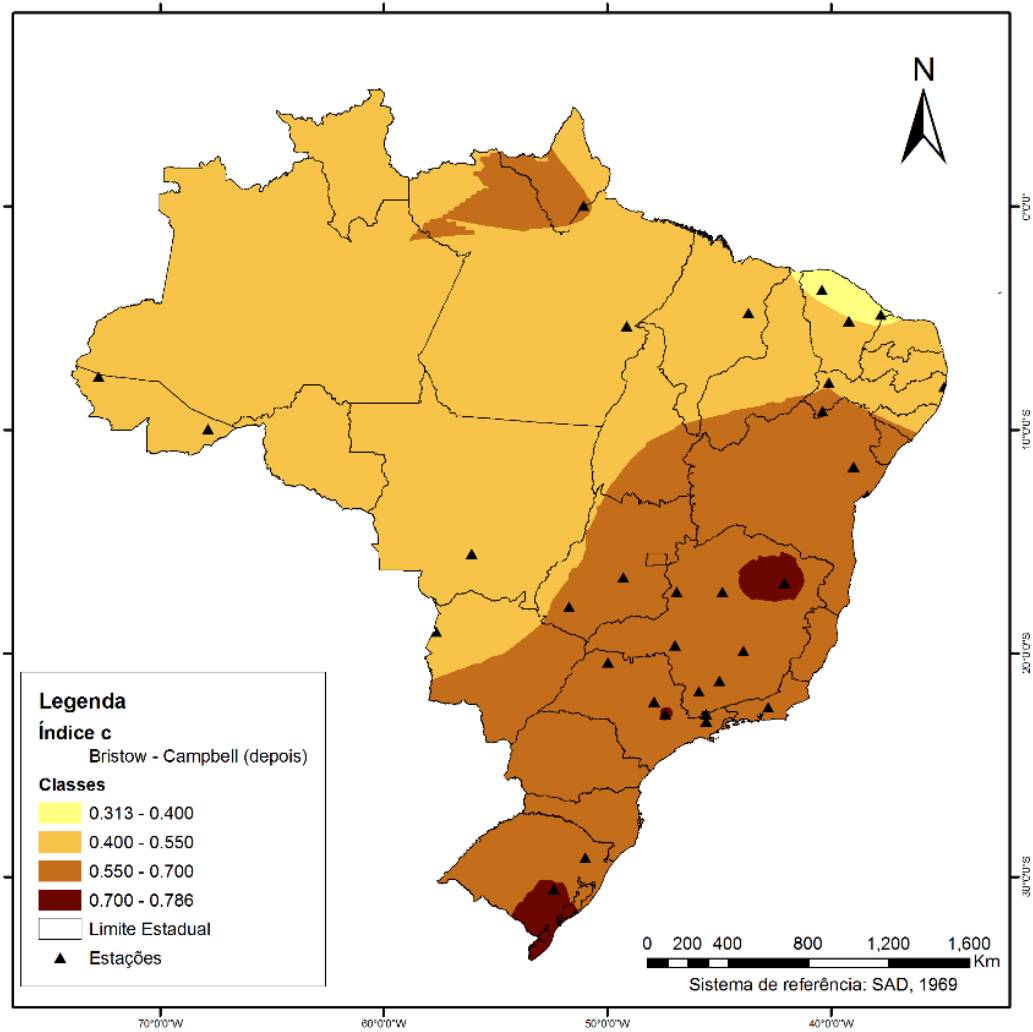 N
0°0'0"
10°0'0"S
20°0'0"S
30°0'0"S
Legenda
Índice c
Bristow - Campbell (depois)
Classes
0.313 - 0.400
0.400 - 0.550
0.550 - 0.700
0.700 - 0.786
Limite Estadual
Estações
0 200 400 800 1,200 1,600
Km
Sistema de referência: SAD, 1969
70°0'0"W 60°0'0"W 50°0'0"W 40°0'0"W